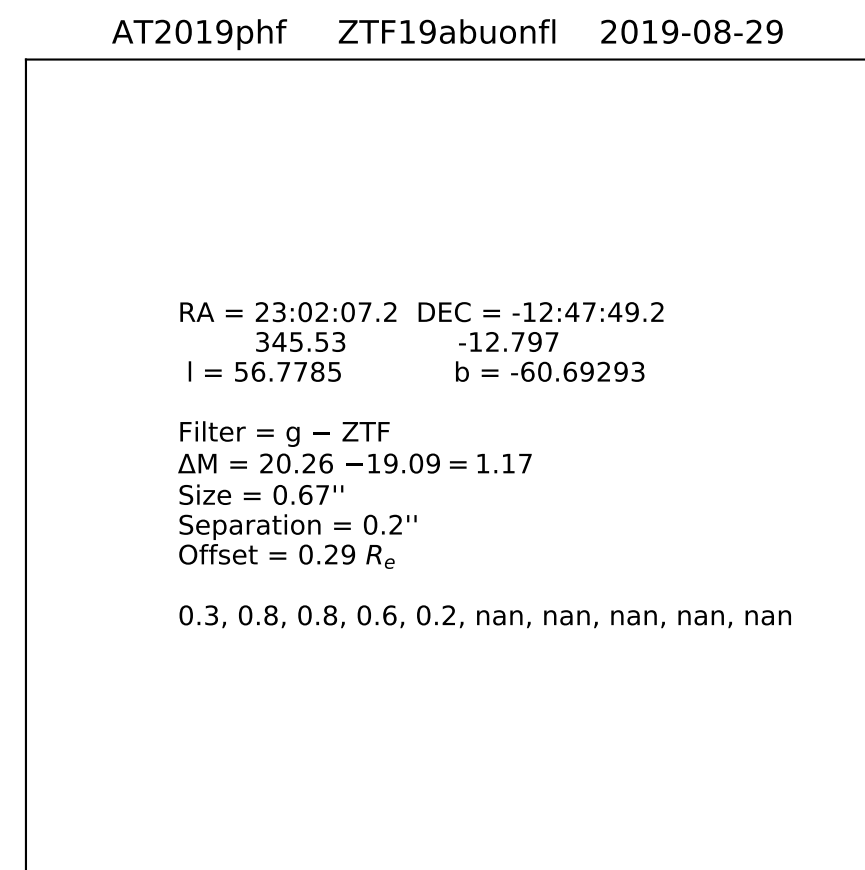 AT2019phf ZTF19abuonfl 2019-08-29
RA = 23:02:07.2 DEC = -12:47:49.2
345.53 -12.797
l = 56.7785 b = -60.69293
Filter = g − ZTF
ΔM = 20.26 −19.09 = 1.17
Size = 0.67''
Separation = 0.2''
Offset = 0.29 Rₑ
0.3, 0.8, 0.8, 0.6, 0.2, nan, nan, nan, nan, nan